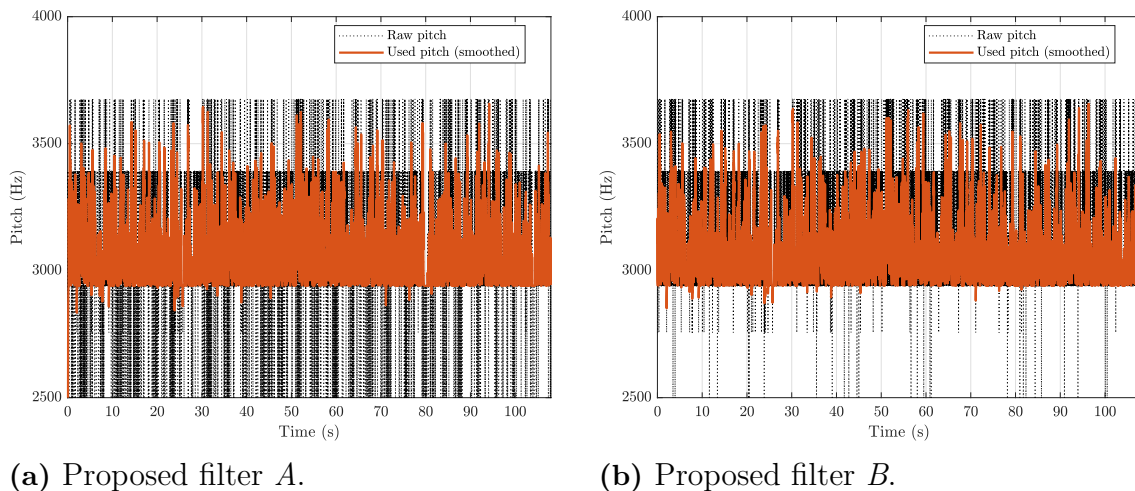 4000
3500
3000
2500
Pitch (Hz)
0 10 20 30 40 50 60 70 80 90 100
Time (s)
Raw pitch
Used pitch (smoothed)
(a) Proposed filter A.
4000
3500
3000
2500
Pitch (Hz)
0 10 20 30 40 50 60 70 80 90 100
Time (s)
Raw pitch
Used pitch (smoothed)
(b) Proposed filter B.